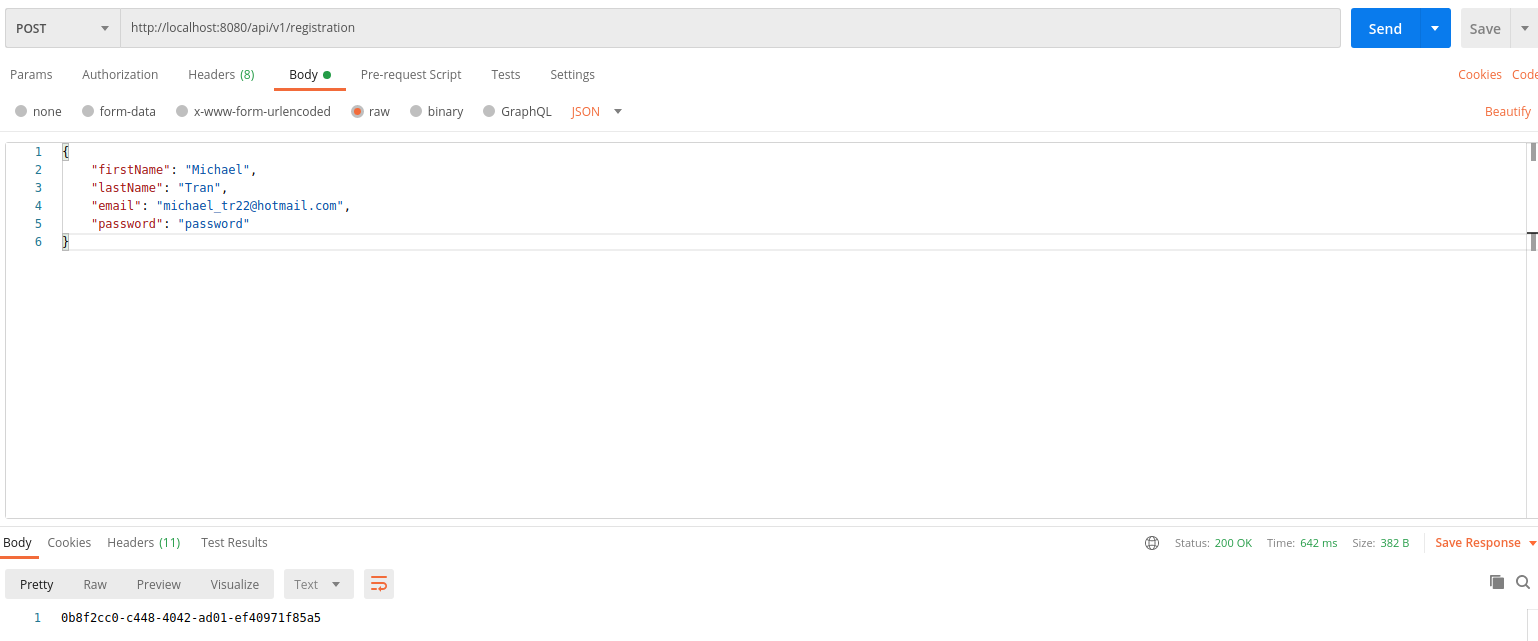 POST http://localhost:8080/api/v1/registration Send Save
Params Authorization Headers (8) Body Pre-request Script Tests Settings Cookies Code
none form-data x-www-form-urlencoded raw binary GraphQL JSON Beautify
1 {
2 "firstName": "Michael",
3 "lastName": "Tran",
4 "email": "michael_tr22@hotmail.com",
5 "password": "password"
6 }
Body Cookies Headers (11) Test Results Status: 200 OK Time: 642 ms Size: 382 B Save Response
Pretty Raw Preview Visualize Text
1 0b8f2cc0-c448-4042-ad01-ef40971f85a5